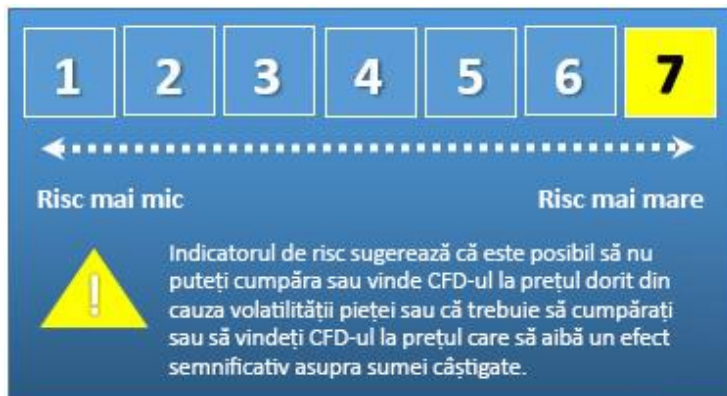 1 2 3 4 5 6 7
Risc mai mic Risc mai mare
!
Indicatorul de risc sugerează că este posibil să nu
puteți cumpăra sau vinde CFD-ul la prețul dorit din
cauza volatilității pieței sau că trebuie să cumpărați
sau să vindeți CFD-ul la prețul care să aibă un efect
semnificativ asupra sumei câștigate.